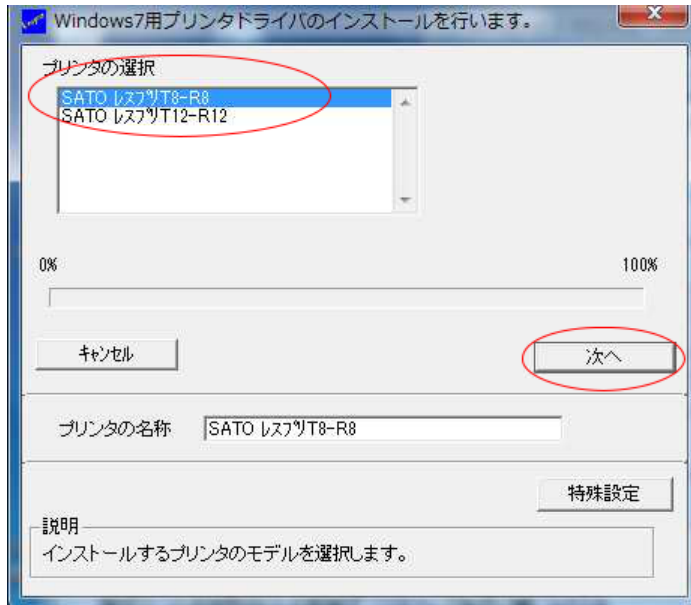 Windows7用プリンタドライバのインストールを行います。
プリンタの選択
SATO ﾚｽﾌﾟﾘT8-R8
SATO ﾚｽﾌﾟﾘT12-R12
0% 100%
ｷｬﾝｾﾙ 次へ
プリンタの名称 SATO ﾚｽﾌﾟﾘT8-R8
特殊設定
説明
インストールするプリンタのモデルを選択します。